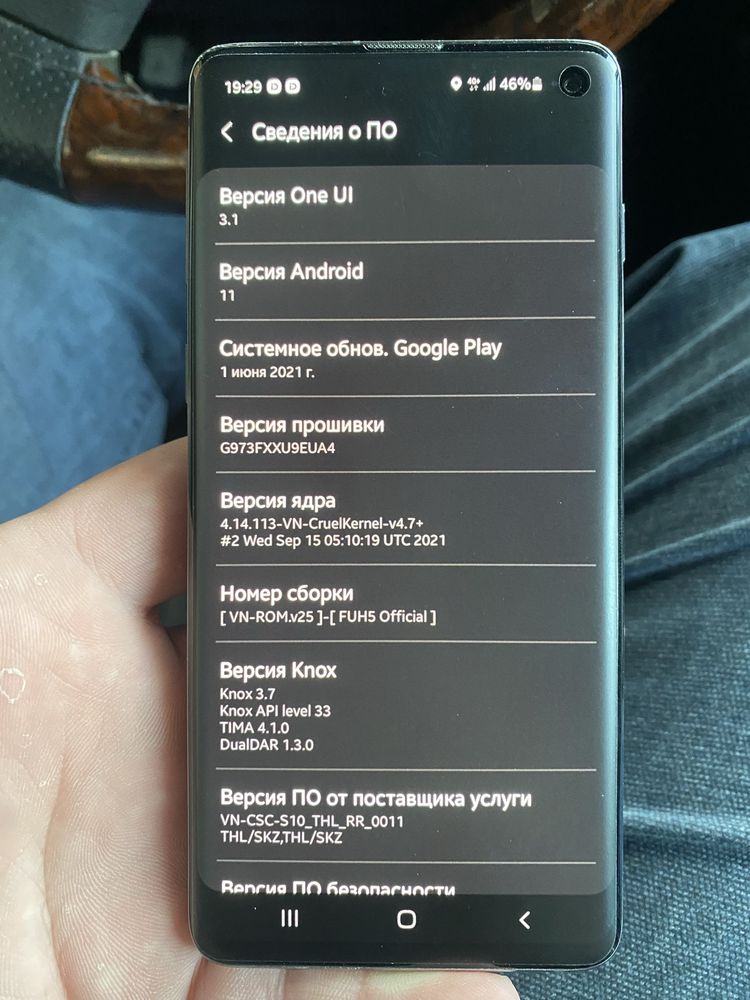 19:29 46%
Сведения о ПО
Версия One UI
3.1
Версия Android
11
Системное обнов. Google Play
1 июня 2021 г.
Версия прошивки
G973FXXU9EUA4
Версия ядра
4.14.113-VN-CruelKernel-v4.7+
#2 Wed Sep 15 05:10:19 UTC 2021
Номер сборки
[ VN-ROM.v25 ]-[ FUH5 Official ]
Версия Knox
Knox 3.7
Knox API level 33
TIMA 4.1.0
DualDAR 1.3.0
Версия ПО от поставщика услуги
VN-CSC-S10_THL_RR_0011
THL/SKZ,THL/SKZ
Версия ПО безопасности